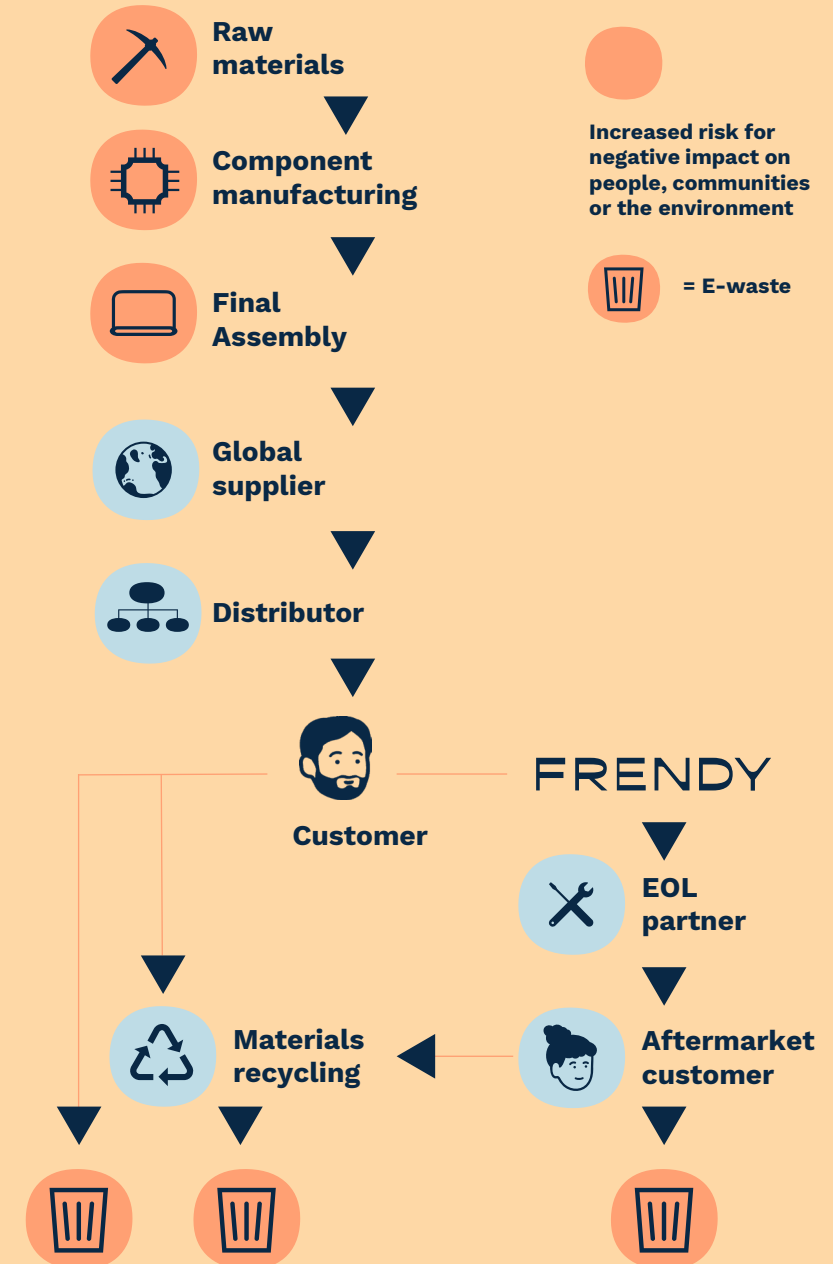 Raw
materials
Increased risk for
negative impact on
people, communities
or the environment
Component
manufacturing
= E-waste
Final
Assembly
Global
supplier
Distributor
FRENDY
Customer
EOL
partner
Materials
recycling
Aftermarket
customer